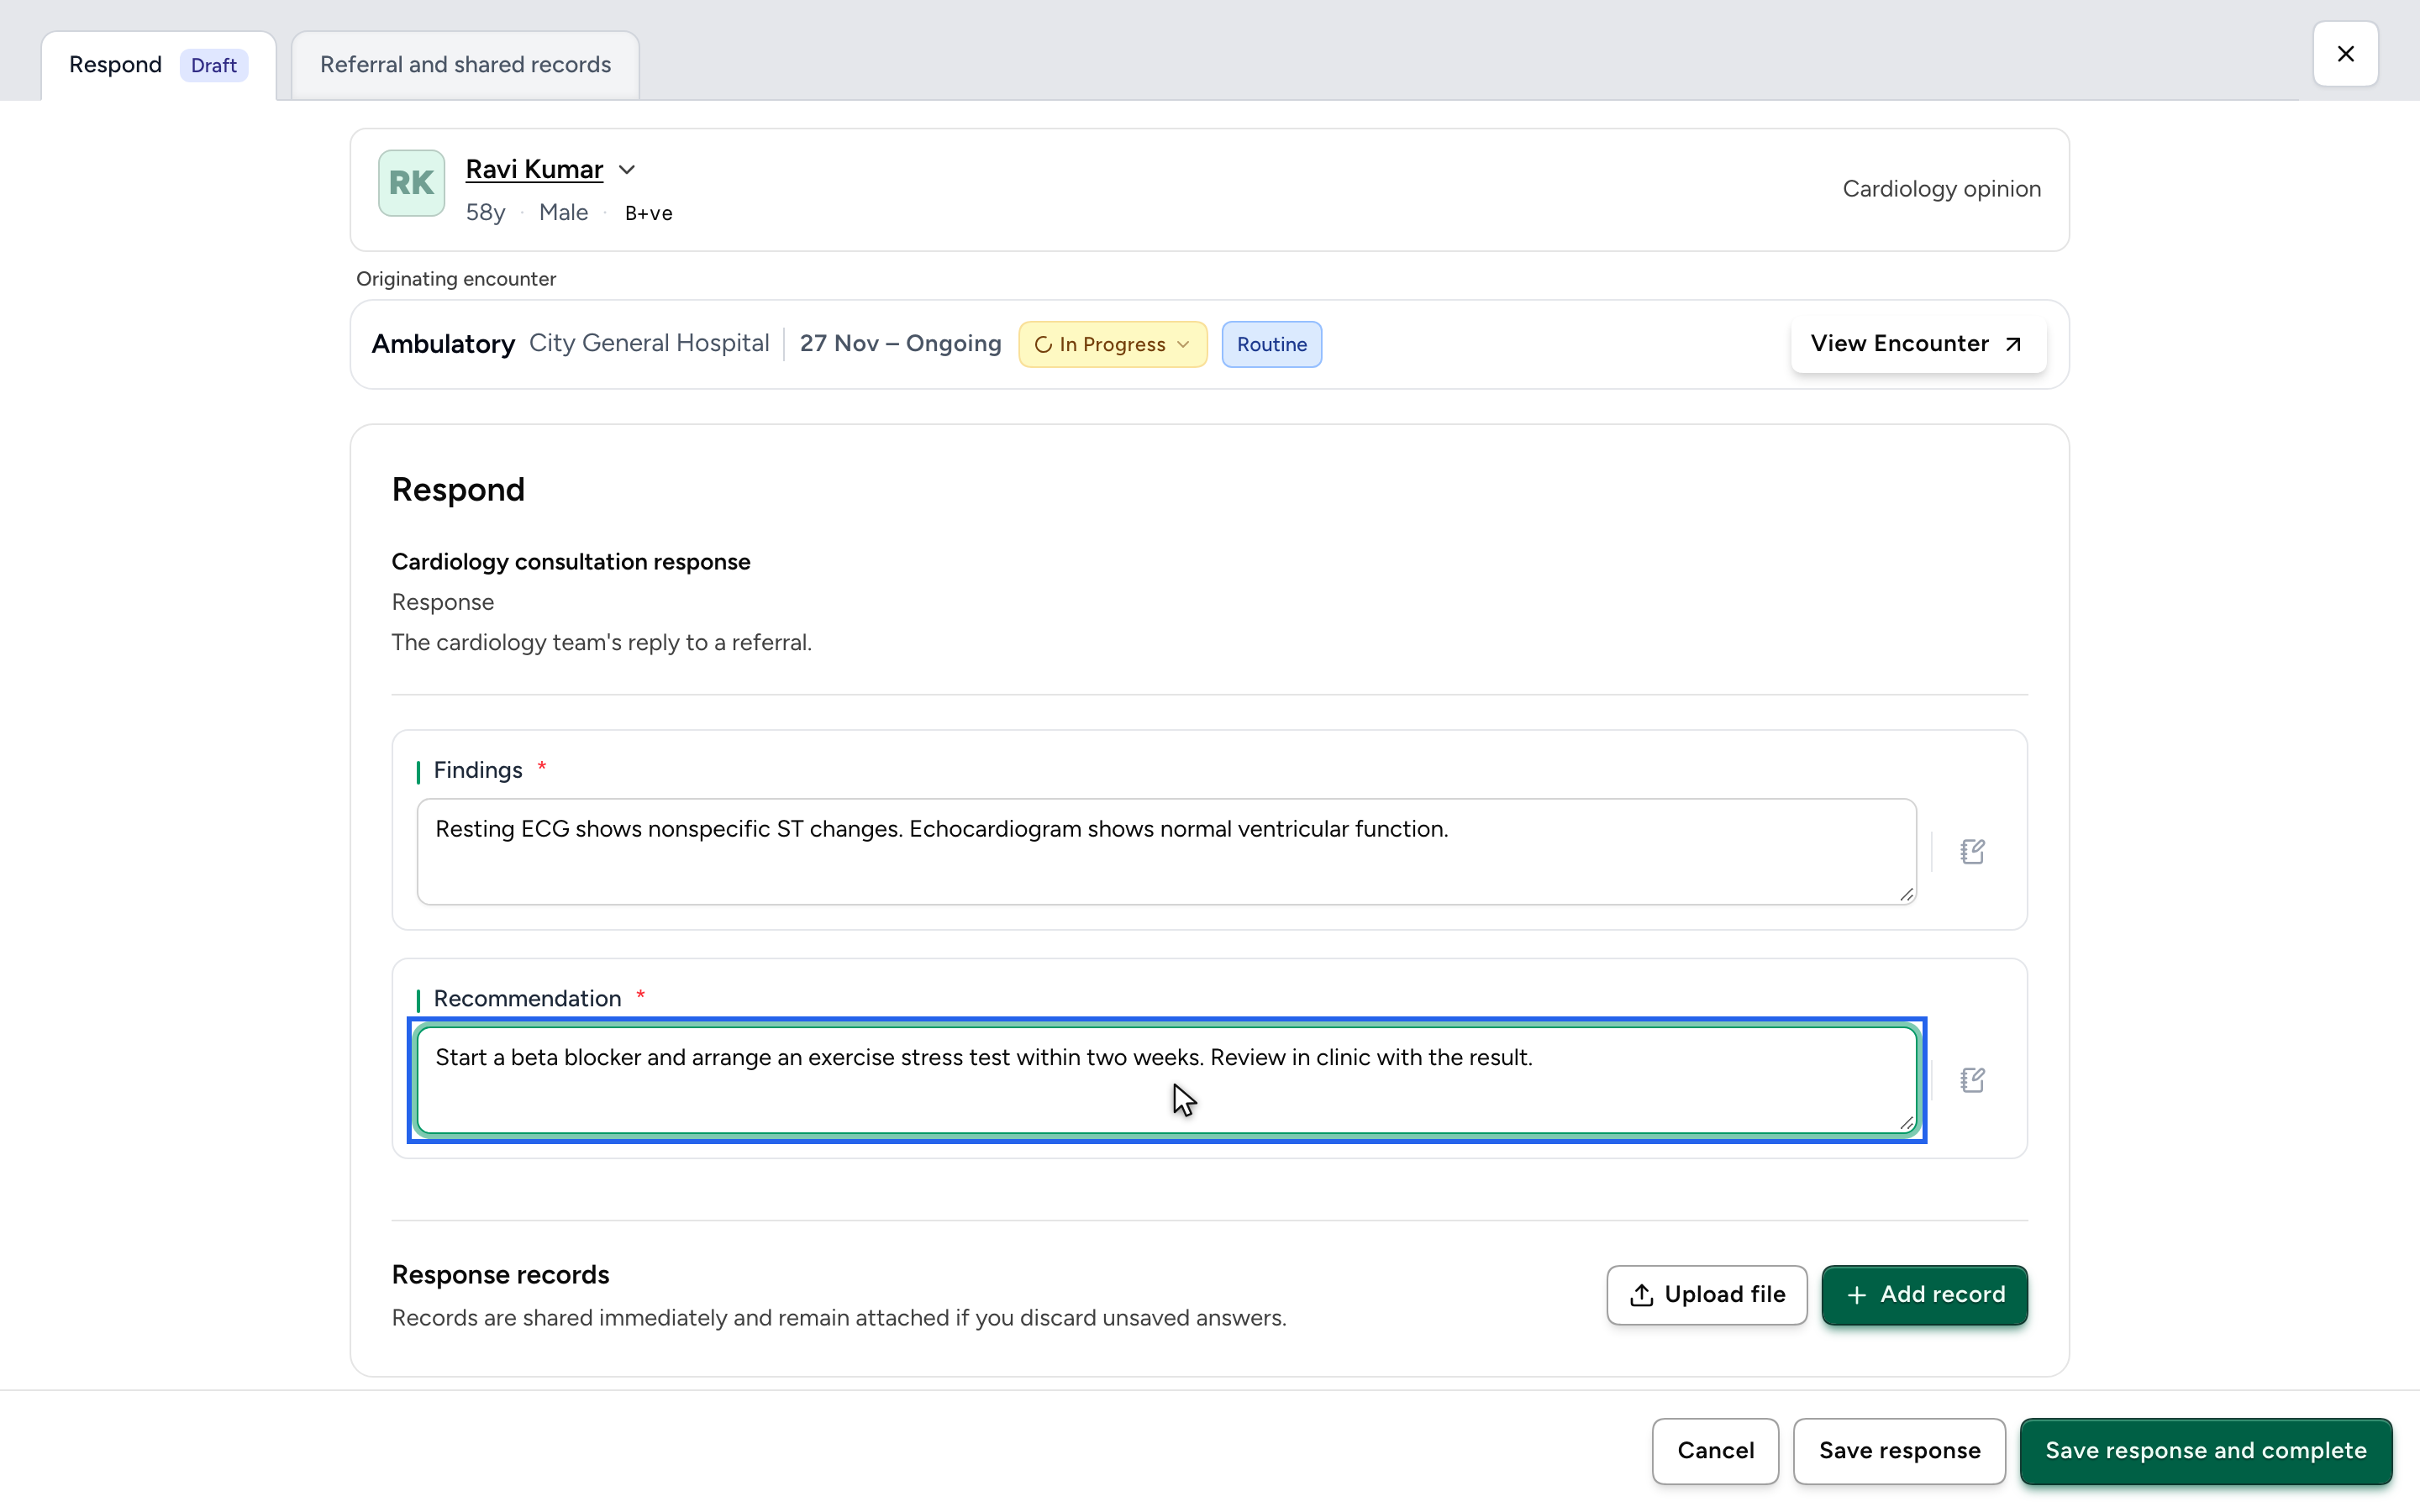 Respond Draft Referral and shared records
RK Ravi Kumar
58y · Male · B+ve
Cardiology opinion
Originating encounter
Ambulatory City General Hospital 27 Nov – Ongoing In Progress Routine View Encounter
Respond
Cardiology consultation response
Response
The cardiology team's reply to a referral.
Findings *
Resting ECG shows nonspecific ST changes. Echocardiogram shows normal ventricular function.
Recommendation *
Start a beta blocker and arrange an exercise stress test within two weeks. Review in clinic with the result.
Response records
Records are shared immediately and remain attached if you discard unsaved answers.
Upload file + Add record
Cancel Save response Save response and complete